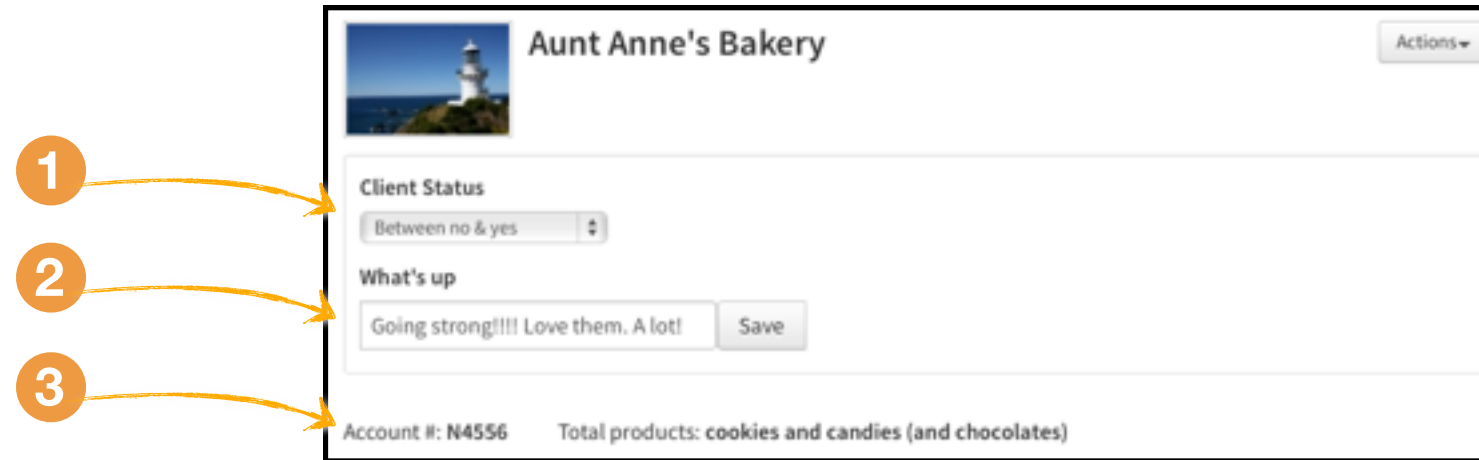 Aunt Anne's Bakery
Actions
1
Client Status
Between no & yes
2
What's up
Going strong!!!! Love them. A lot! Save
3
Account #: N4556 Total products: cookies and candies (and chocolates)